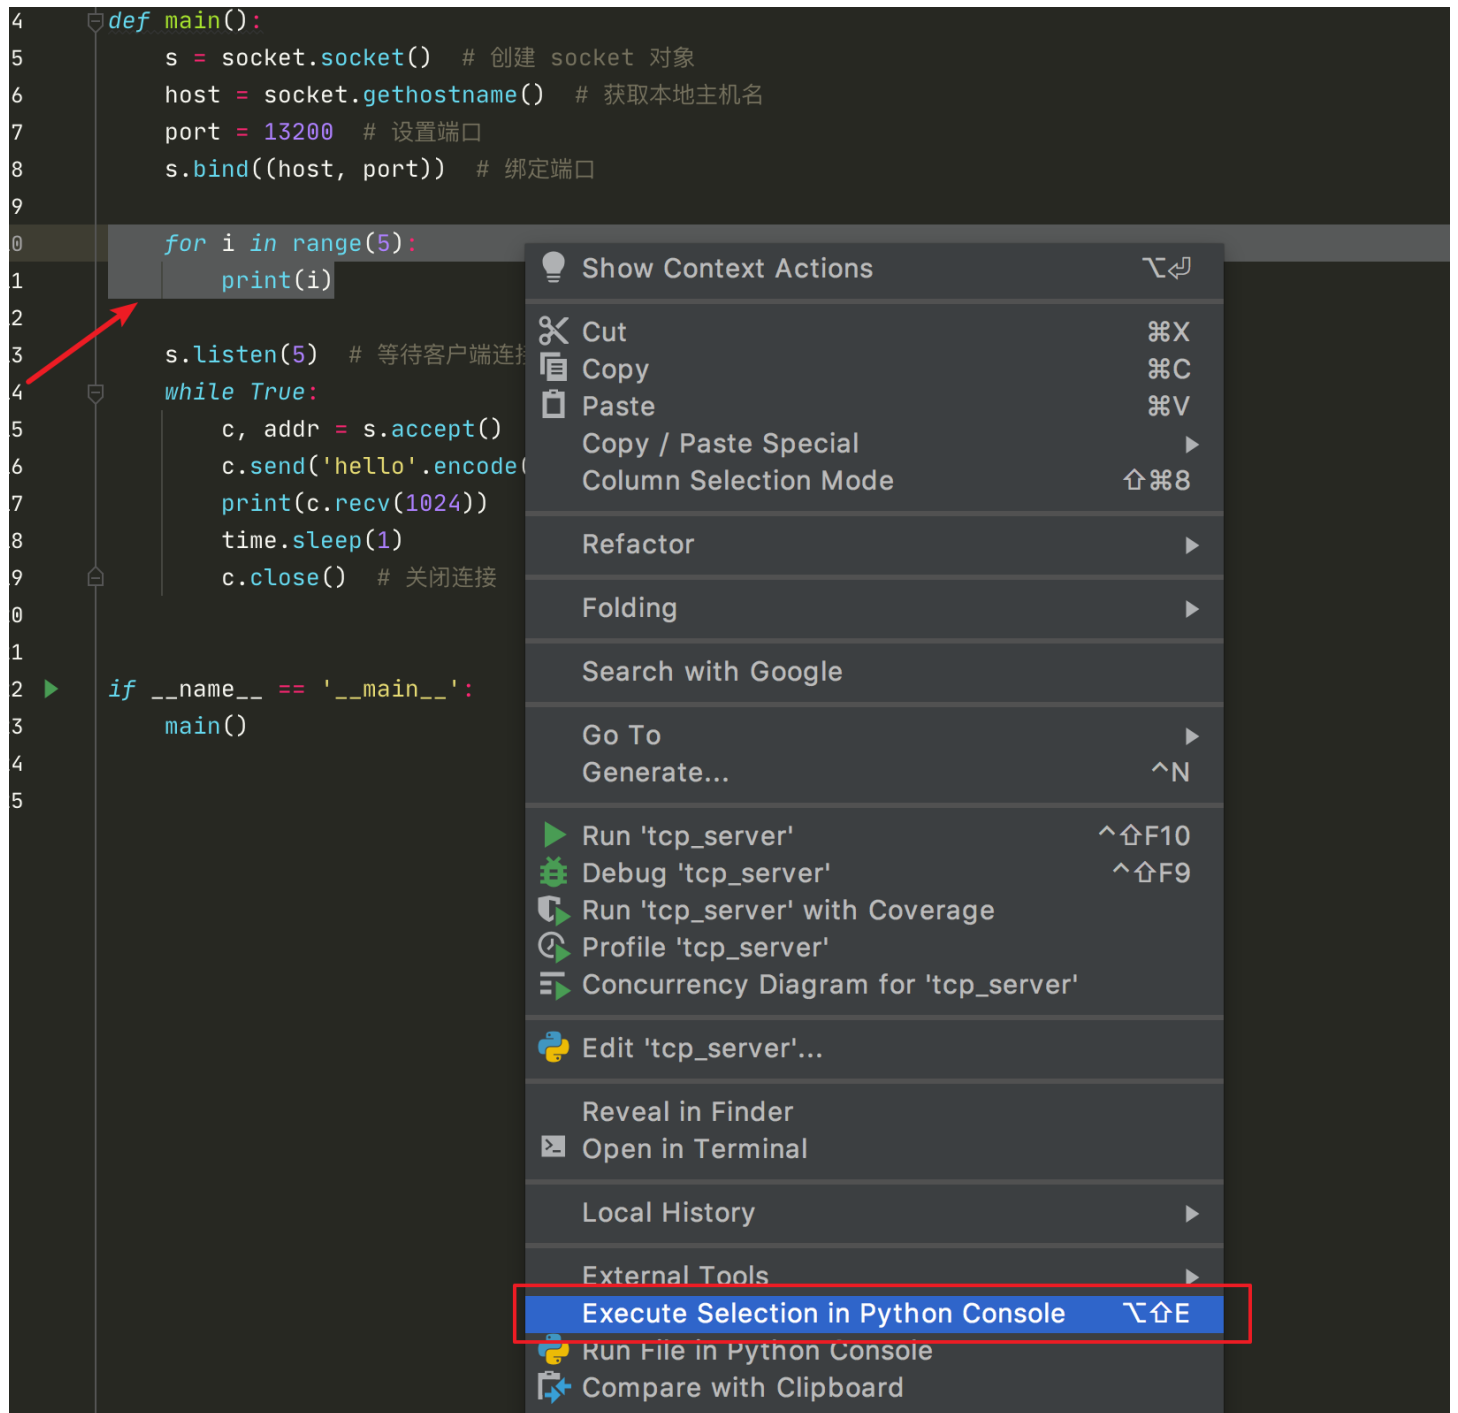 4 def main():
5 s = socket.socket() # 创建 socket 对象
6 host = socket.gethostname() # 获取本地主机名
7 port = 13200 # 设置端口
8 s.bind((host, port)) # 绑定端口
9
0 for i in range(5):
1 print(i)
2
3 s.listen(5) # 等待客户端连
4 while True:
5 c, addr = s.accept()
6 c.send('hello'.encode(
7 print(c.recv(1024))
8 time.sleep(1)
9 c.close() # 关闭连接
0
1
2 if __name__ == '__main__':
3 main()
4
5
Show Context Actions ⌥⏎
Cut ⌘X
Copy ⌘C
Paste ⌘V
Copy / Paste Special
Column Selection Mode ⇧⌘8
Refactor
Folding
Search with Google
Go To
Generate... ^N
Run 'tcp_server' ^⇧F10
Debug 'tcp_server' ^⇧F9
Run 'tcp_server' with Coverage
Profile 'tcp_server'
Concurrency Diagram for 'tcp_server'
Edit 'tcp_server'...
Reveal in Finder
Open in Terminal
Local History
External Tools
Execute Selection in Python Console ⌥⇧E
Run File in Python Console
Compare with Clipboard